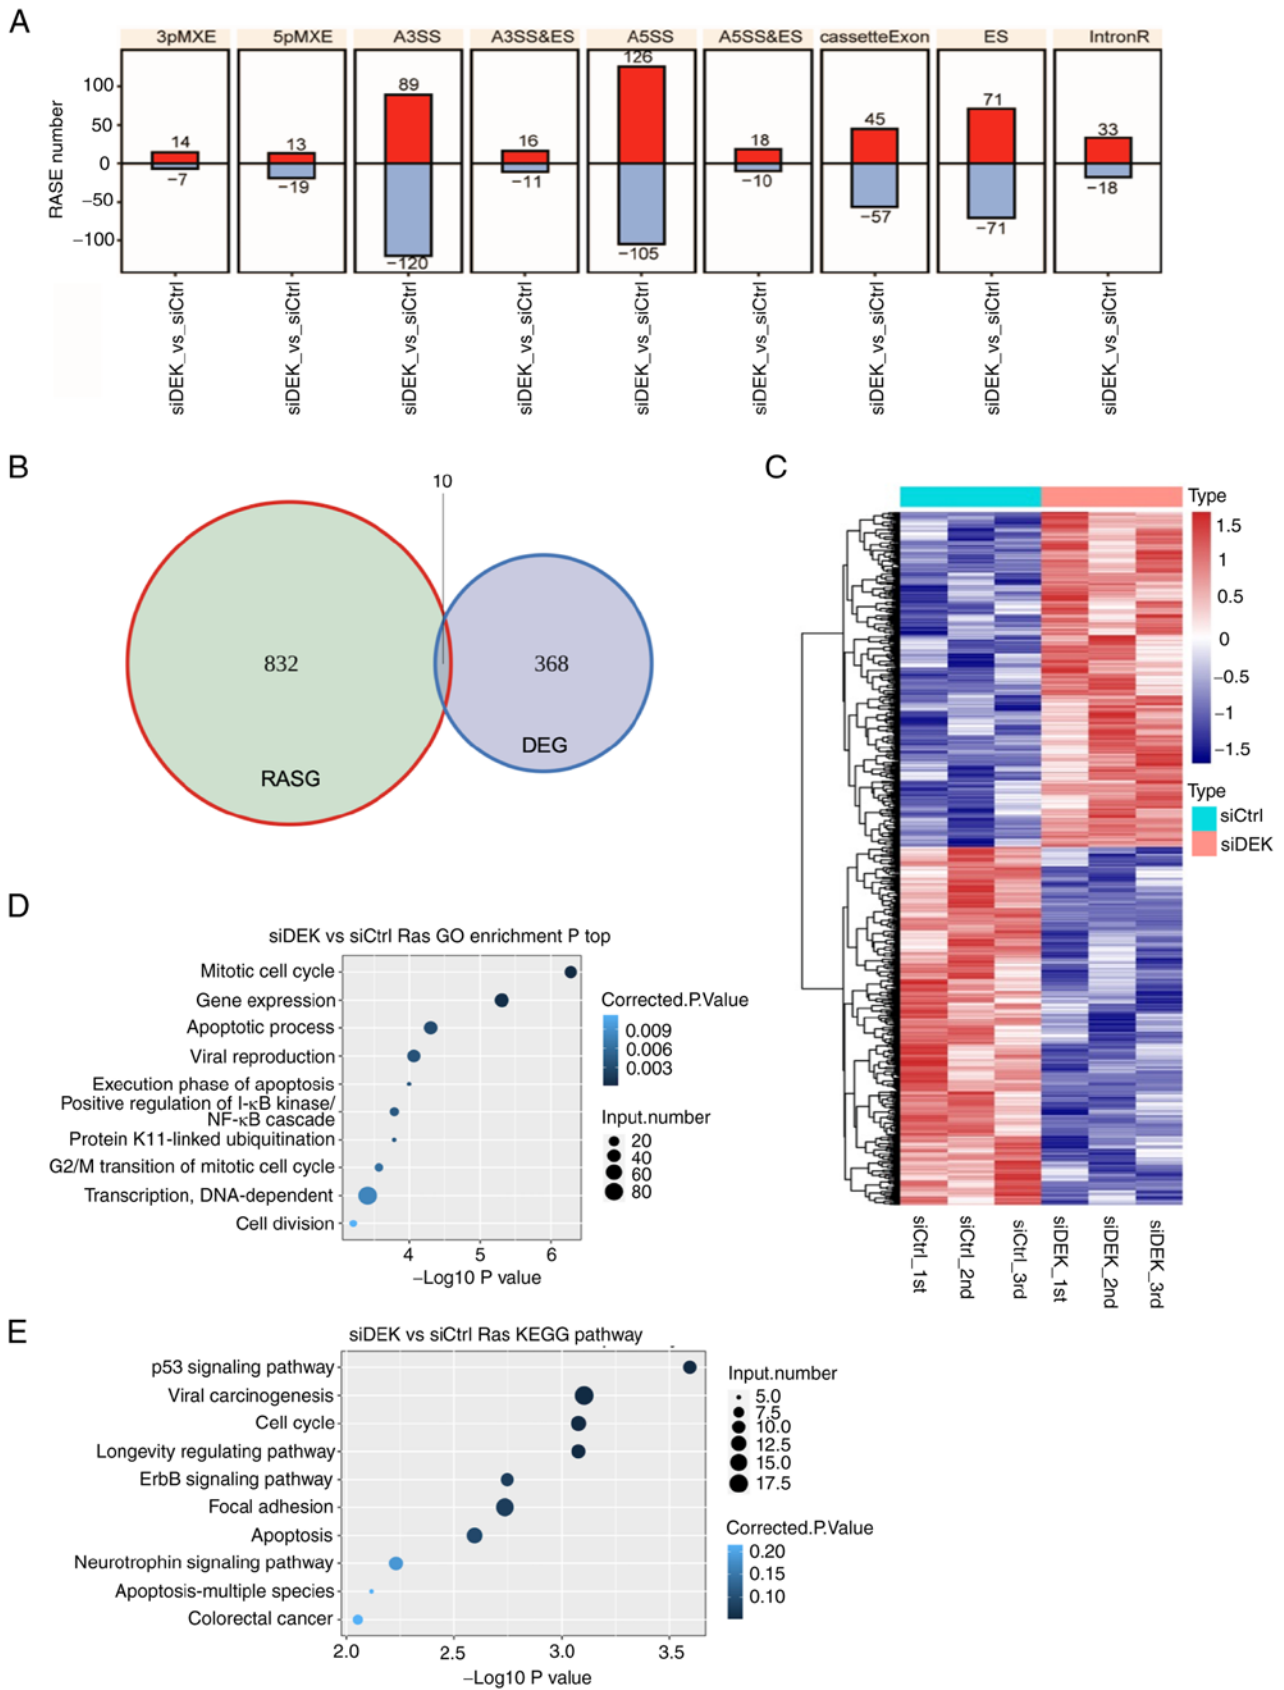 A
3pMXE 5pMXE A3SS A3SS&ES A5SS A5SS&ES cassetteExon ES IntronR
RASE number
100
50
0
−50
−100
14 13 89 16 126 18 45 71 33
−7 −19 −120 −11 −105 −10 −57 −71 −18
siDEK_vs_siCtrl siDEK_vs_siCtrl siDEK_vs_siCtrl siDEK_vs_siCtrl siDEK_vs_siCtrl siDEK_vs_siCtrl siDEK_vs_siCtrl siDEK_vs_siCtrl siDEK_vs_siCtrl
B
10
832
368
RASG
DEG
C
Type
1.5
1
0.5
0
−0.5
−1
−1.5
Type
siCtrl
siDEK
siCtrl_1st siCtrl_2nd siCtrl_3rd siDEK_1st siDEK_2nd siDEK_3rd
D
siDEK vs siCtrl Ras GO enrichment P top
Mitotic cell cycle
Gene expression
Apoptotic process
Viral reproduction
Execution phase of apoptosis
Positive regulation of I-κB kinase/
NF-κB cascade
Protein K11-linked ubiquitination
G2/M transition of mitotic cell cycle
Transcription, DNA-dependent
Cell division
4 5 6
−Log10 P value
Corrected.P.Value
0.009
0.006
0.003
Input.number
20
40
60
80
E
siDEK vs siCtrl Ras KEGG pathway
p53 signaling pathway
Viral carcinogenesis
Cell cycle
Longevity regulating pathway
ErbB signaling pathway
Focal adhesion
Apoptosis
Neurotrophin signaling pathway
Apoptosis-multiple species
Colorectal cancer
2.0 2.5 3.0 3.5
−Log10 P value
Input.number
5.0
7.5
10.0
12.5
15.0
17.5
Corrected.P.Value
0.20
0.15
0.10